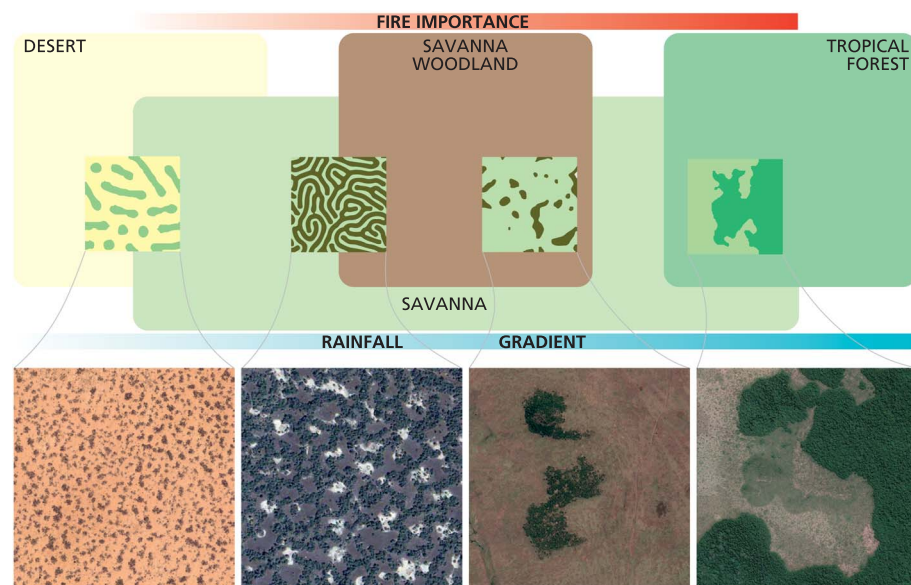 FIRE IMPORTANCE
DESERT
SAVANNA
WOODLAND
TROPICAL
FOREST
SAVANNA
RAINFALL GRADIENT